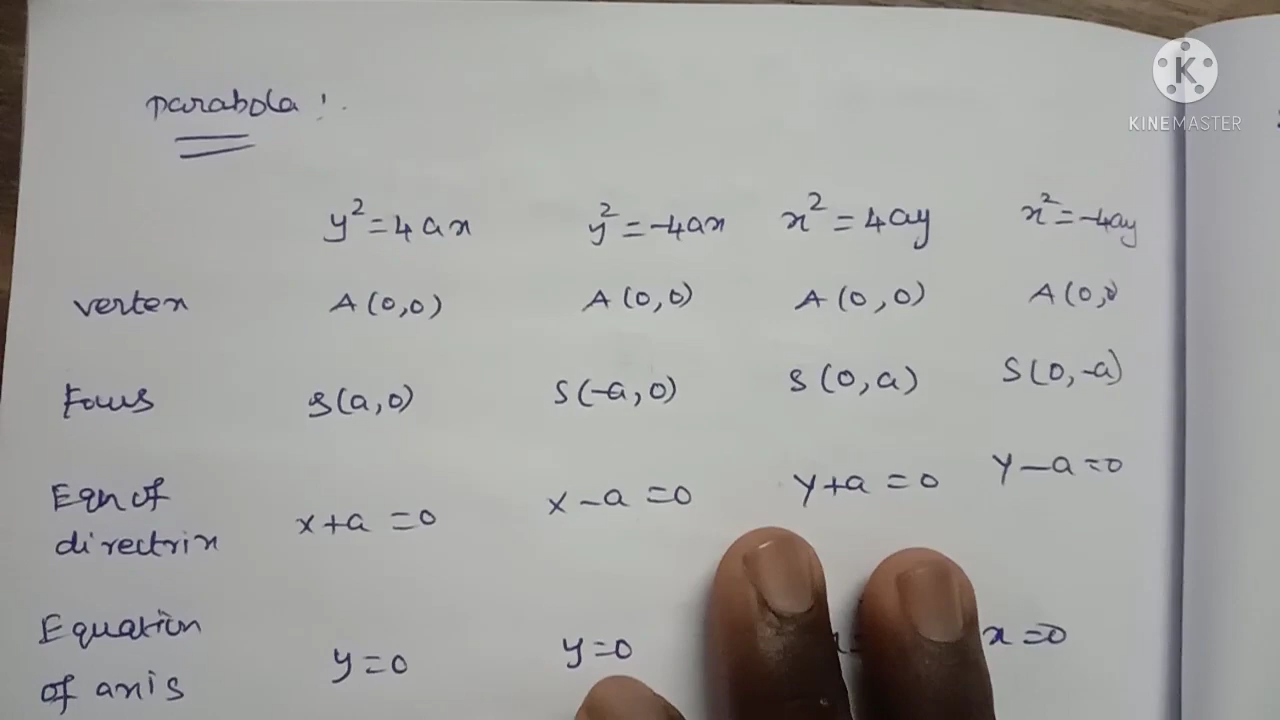 parabola :.
KINEMASTER
y² = 4ax y² = -4ax x² = 4ay x² = -4ay
vertex A(0,0) A(0,0) A(0,0) A(0,0
Focus S(a,0) S(-a,0) S(0,a) S(0,-a)
Eqn of
directrix x+a =0 x-a =0 y+a =0 y-a=0
Equation
of axis y=0 y=0 x=0